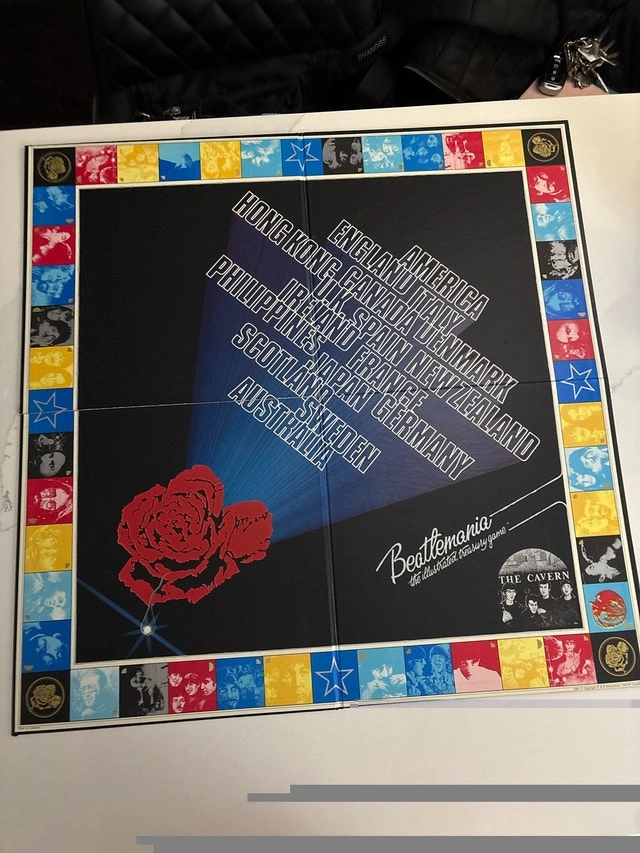 AMERICA
ENGLAND ITALY
HONG KONG CANADA DENMARK
U.K. SPAIN NEW ZEALAND
IRELAND FRANCE
PHILIPPINES JAPAN GERMANY
SCOTLAND SWEDEN
AUSTRALIA
Beatlemania
the illustrated treasury game
THE CAVERN